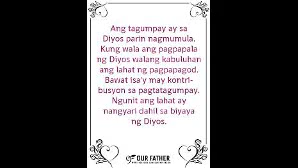 Ang tagumpay ay sa
Diyos parin nagmumula.
Kung wala ang pagpapala
ng Diyos walang kabuluhan
ang lahat ng pagpapagod.
Bawat isa'y may kontri-
busyon sa pagtatagumpay.
Ngunit ang lahat ay
nangyari dahil sa biyaya
ng Diyos.
OUR FATHER